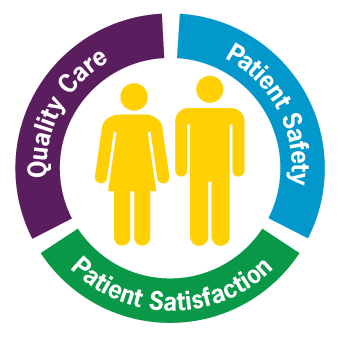 Quality Care
Patient Safety
Patient Satisfaction